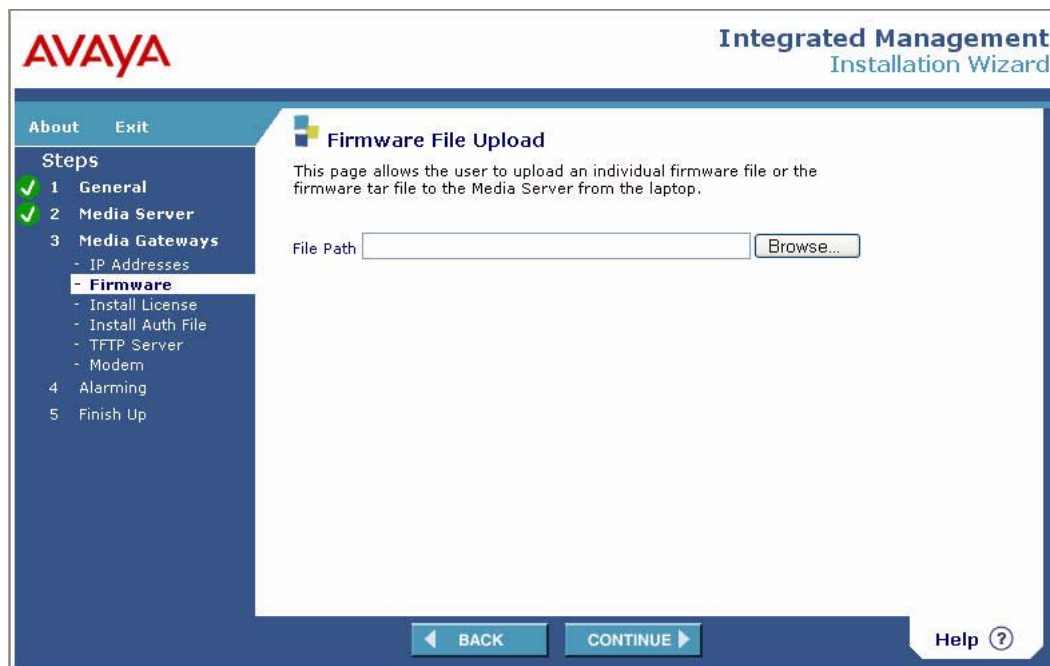 AVAYA
Integrated Management
Installation Wizard
About Exit
Steps
1 General
2 Media Server
3 Media Gateways
- IP Addresses
- Firmware
- Install License
- Install Auth File
- TFTP Server
- Modem
4 Alarming
5 Finish Up
Firmware File Upload
This page allows the user to upload an individual firmware file or the
firmware tar file to the Media Server from the laptop.
File Path Browse...
BACK CONTINUE
Help ?